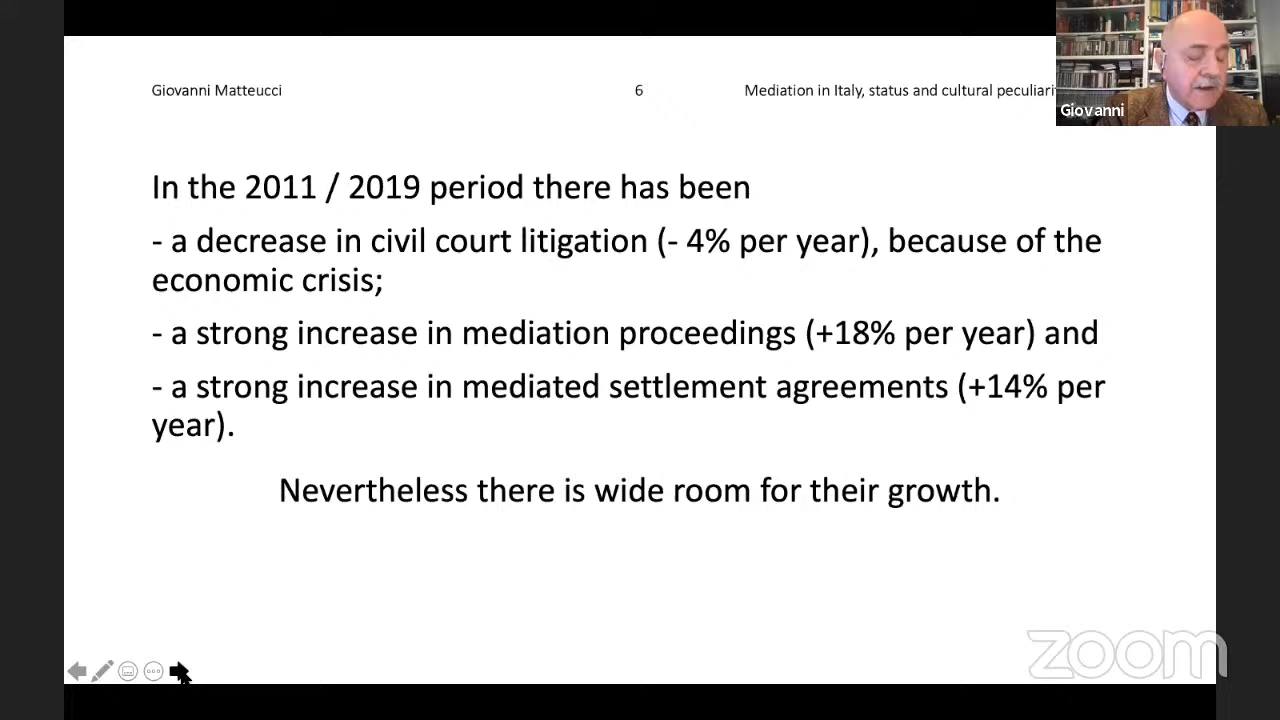 Giovanni Matteucci
6
Mediation in Italy, status and cultural
Giovanni
In the 2011 / 2019 period there has been
- a decrease in civil court litigation (- 4% per year), because of the
economic crisis;
- a strong increase in mediation proceedings (+18% per year) and
- a strong increase in mediated settlement agreements (+14% per
year).
Nevertheless there is wide room for their growth.
zoom